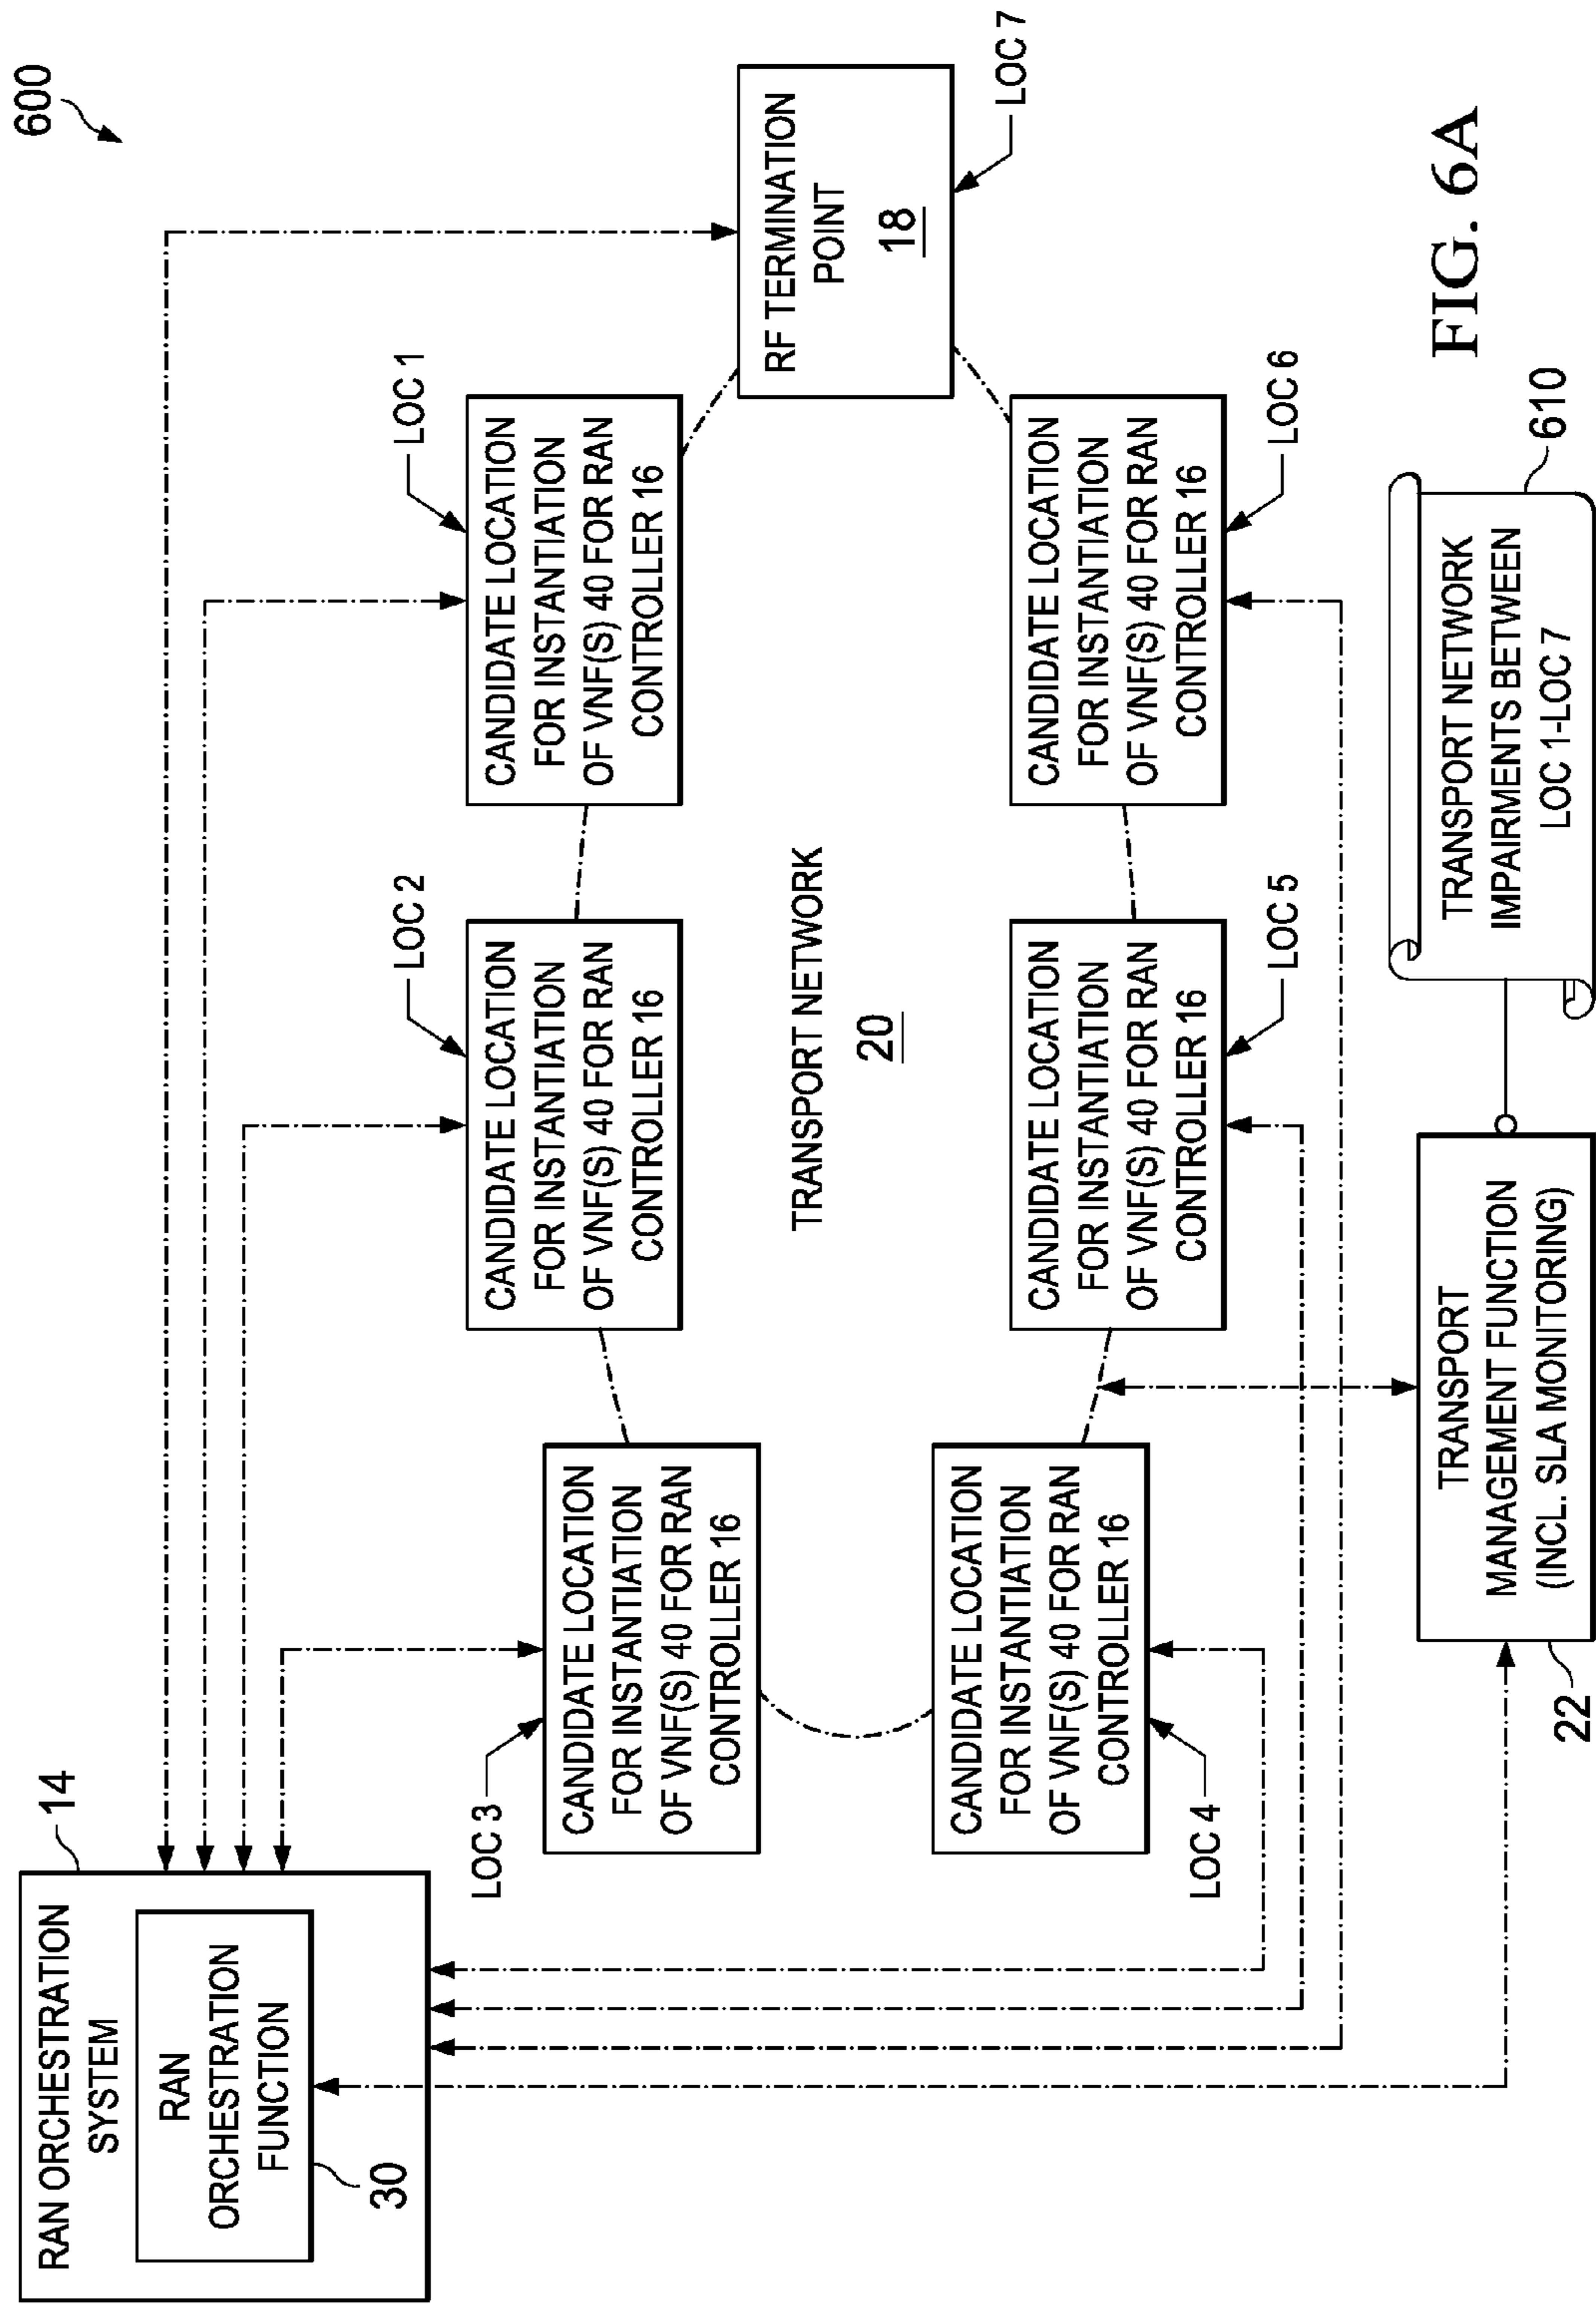 600
RAN ORCHESTRATION
SYSTEM
14
RAN
ORCHESTRATION
FUNCTION
30
LOC 3
CANDIDATE LOCATION
FOR INSTANTIATION
OF VNF(S) 40 FOR RAN
CONTROLLER 16
LOC 2
CANDIDATE LOCATION
FOR INSTANTIATION
OF VNF(S) 40 FOR RAN
CONTROLLER 16
LOC 1
CANDIDATE LOCATION
FOR INSTANTIATION
OF VNF(S) 40 FOR RAN
CONTROLLER 16
RF TERMINATION
POINT
18
LOC 7
TRANSPORT NETWORK
20
CANDIDATE LOCATION
FOR INSTANTIATION
OF VNF(S) 40 FOR RAN
CONTROLLER 16
LOC 4
CANDIDATE LOCATION
FOR INSTANTIATION
OF VNF(S) 40 FOR RAN
CONTROLLER 16
LOC 5
CANDIDATE LOCATION
FOR INSTANTIATION
OF VNF(S) 40 FOR RAN
CONTROLLER 16
LOC 6
TRANSPORT
MANAGEMENT FUNCTION
(INCL. SLA MONITORING)
22
TRANSPORT NETWORK
IMPAIRMENTS BETWEEN
LOC 1-LOC 7
610
FIG. 6A